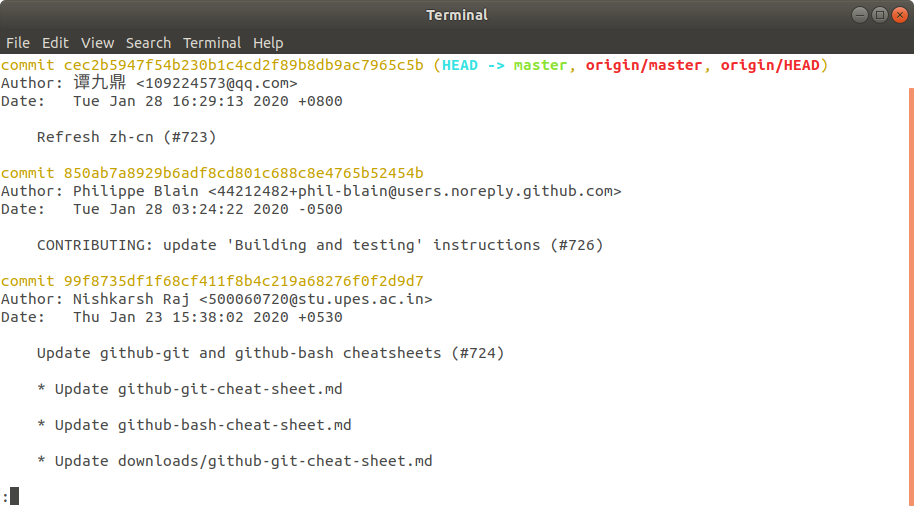 Terminal
File Edit View Search Terminal Help
commit cec2b5947f54b230b1c4cd2f89b8db9ac7965c5b (HEAD -> master, origin/master, origin/HEAD)
Author: 谭九鼎 <109224573@qq.com>
Date:   Tue Jan 28 16:29:13 2020 +0800
    Refresh zh-cn (#723)
commit 850ab7a8929b6adf8cd801c688c8e4765b52454b
Author: Philippe Blain <44212482+phil-blain@users.noreply.github.com>
Date:   Tue Jan 28 03:24:22 2020 -0500
    CONTRIBUTING: update 'Building and testing' instructions (#726)
commit 99f8735df1f68cf411f8b4c219a68276f0f2d9d7
Author: Nishkarsh Raj <500060720@stu.upes.ac.in>
Date:   Thu Jan 23 15:38:02 2020 +0530
    Update github-git and github-bash cheatsheets (#724)
    * Update github-git-cheat-sheet.md
    * Update github-bash-cheat-sheet.md
    * Update downloads/github-git-cheat-sheet.md
: